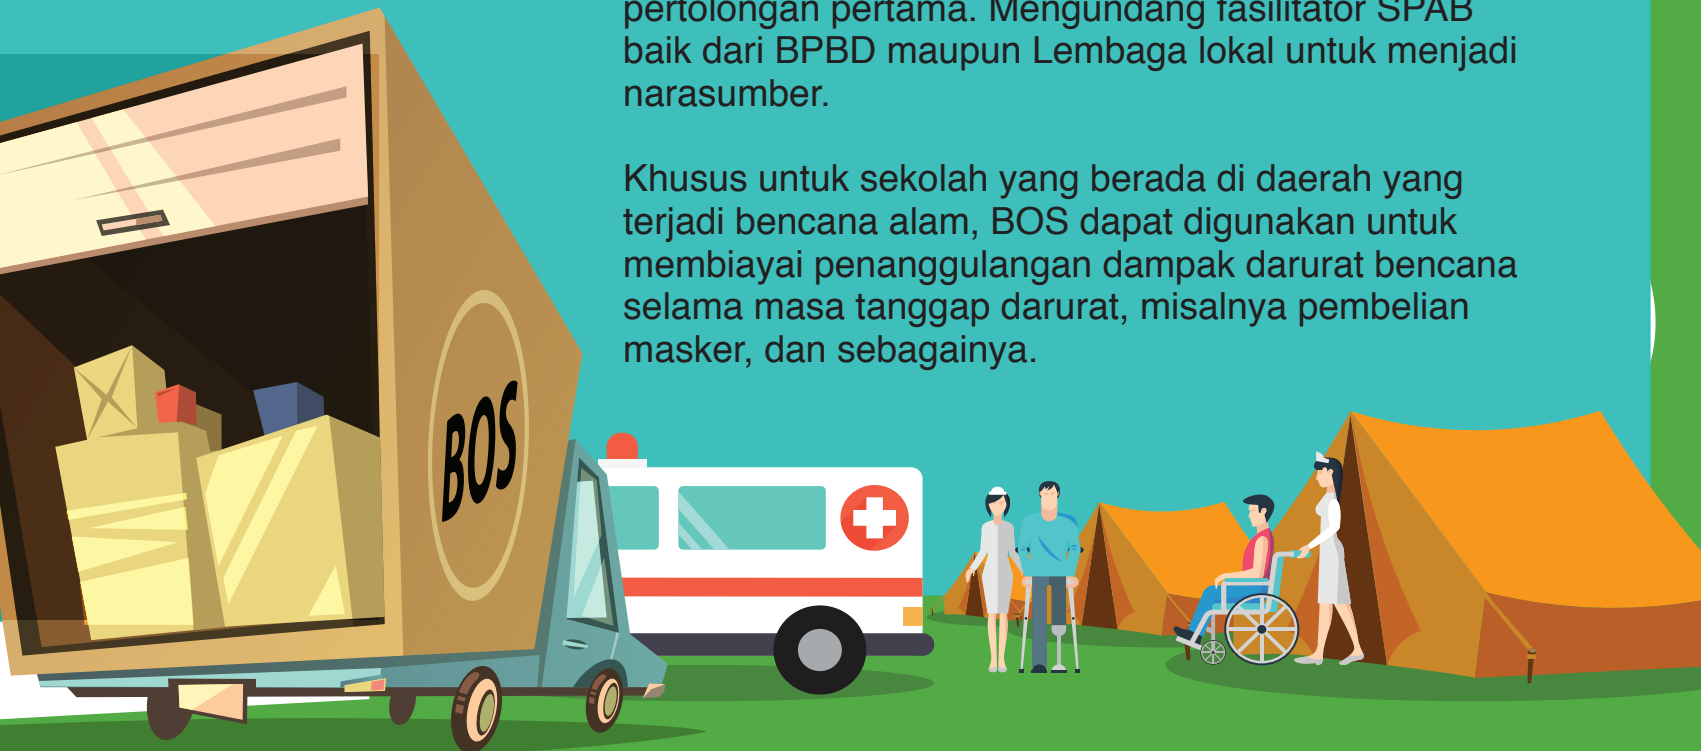 pertolongan pertama. Mengundang fasilitator SPAB
baik dari BPBD maupun Lembaga lokal untuk menjadi
narasumber.
Khusus untuk sekolah yang berada di daerah yang
terjadi bencana alam, BOS dapat digunakan untuk
membiayai penanggulangan dampak darurat bencana
selama masa tanggap darurat, misalnya pembelian
masker, dan sebagainya.
BOS